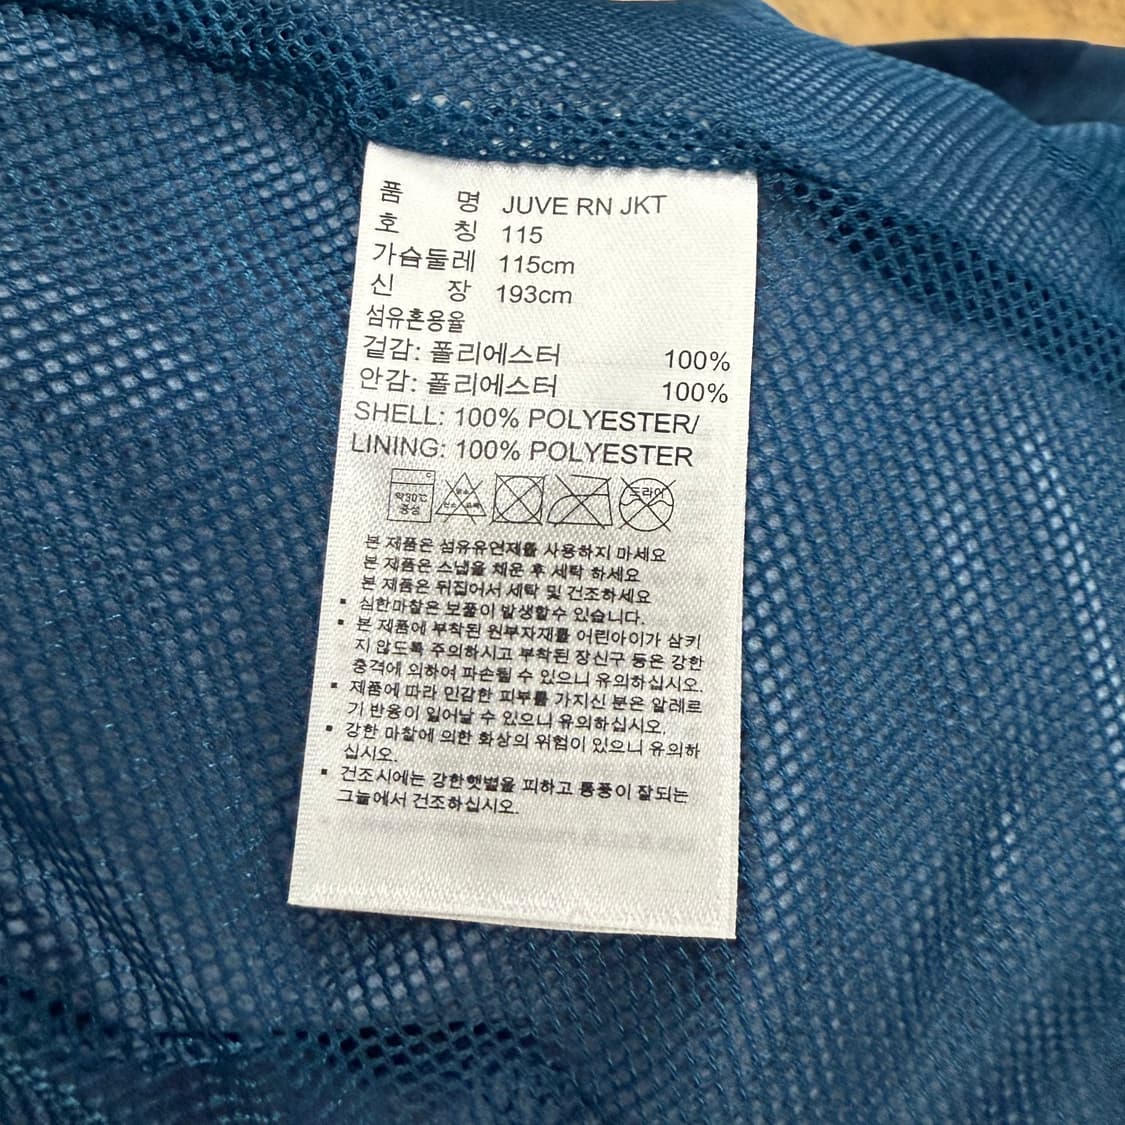 품 명 JUVE RN JKT
호 칭 115
가슴둘레 115cm
신 장 193cm
섬유혼용율
겉감: 폴리에스터 100%
안감: 폴리에스터 100%
SHELL: 100% POLYESTER/
LINING: 100% POLYESTER
약30℃
중성
드라이
본 제품은 섬유유연제를 사용하지 마세요
본 제품은 스냅을 채운 후 세탁 하세요
본 제품은 뒤집어서 세탁 및 건조하세요
▪ 심한마찰은 보풀이 발생할수 있습니다.
▪ 본 제품에 부착된 원부자재를 어린아이가 삼키
지 않도록 주의하시고 부착된 장신구 등은 강한
충격에 의하여 파손될 수 있으니 유의하십시오.
▪ 제품에 따라 민감한 피부를 가지신 분은 알레르
기 반응이 일어날 수 있으니 유의하십시오.
▪ 강한 마찰에 의한 화상의 위험이 있으니 유의하
십시오.
▪ 건조시에는 강한햇볕을 피하고 통풍이 잘되는
그늘에서 건조하십시오.